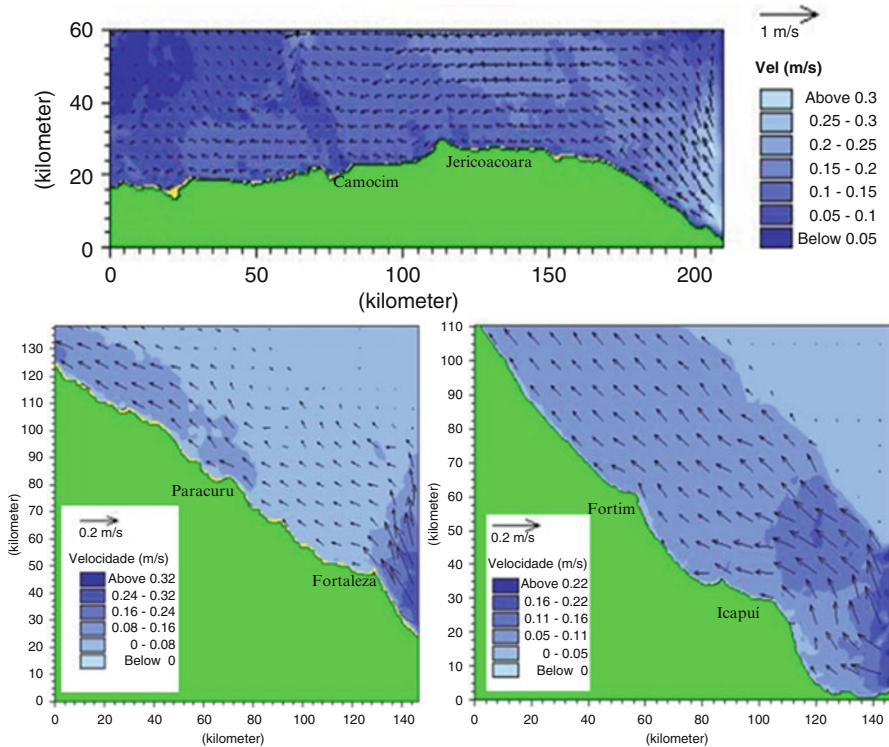 60
40
20
0
(kilometer)
0 50 100 150 200
(kilometer)
Camocim
Jericoacoara
1 m/s
Vel (m/s)
Above 0.3
0.25 - 0.3
0.2 - 0.25
0.15 - 0.2
0.1 - 0.15
0.05 - 0.1
Below 0.05
130
120
110
100
90
80
70
60
50
40
30
20
10
0
(kilometer)
0 20 40 60 80 100 120 140
(kilometer)
Paracuru
Fortaleza
0.2 m/s
Velocidade (m/s)
Above 0.32
0.24 - 0.32
0.16 - 0.24
0.08 - 0.16
0 - 0.08
Below 0
110
100
90
80
70
60
50
40
30
20
10
0
(kilometer)
0 20 40 60 80 100 120 140
(kilometer)
Fortim
Icapuí
0.2 m/s
Velocidade (m/s)
Above 0.22
0.16 - 0.22
0.11 - 0.16
0.05 - 0.11
0 - 0.05
Below 0